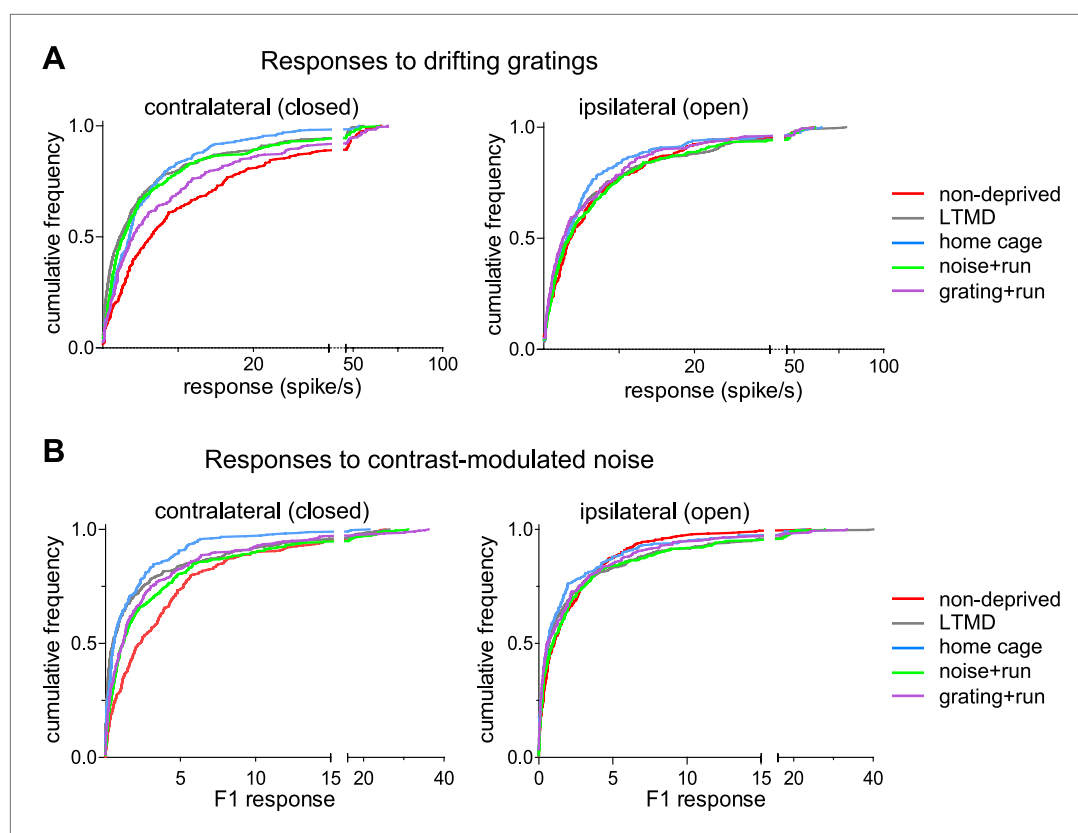 A
Responses to drifting gratings
contralateral (closed)
ipsilateral (open)
cumulative frequency
1.0
0.5
0.0
20
50
100
response (spike/s)
cumulative frequency
1.0
0.5
0.0
20
50
100
response (spike/s)
non-deprived
LTMD
home cage
noise+run
grating+run
B
Responses to contrast-modulated noise
contralateral (closed)
ipsilateral (open)
cumulative frequency
1.0
0.5
0.0
5
10
15
20
40
F1 response
cumulative frequency
1.0
0.5
0.0
0
5
10
15
20
40
F1 response
non-deprived
LTMD
home cage
noise+run
grating+run